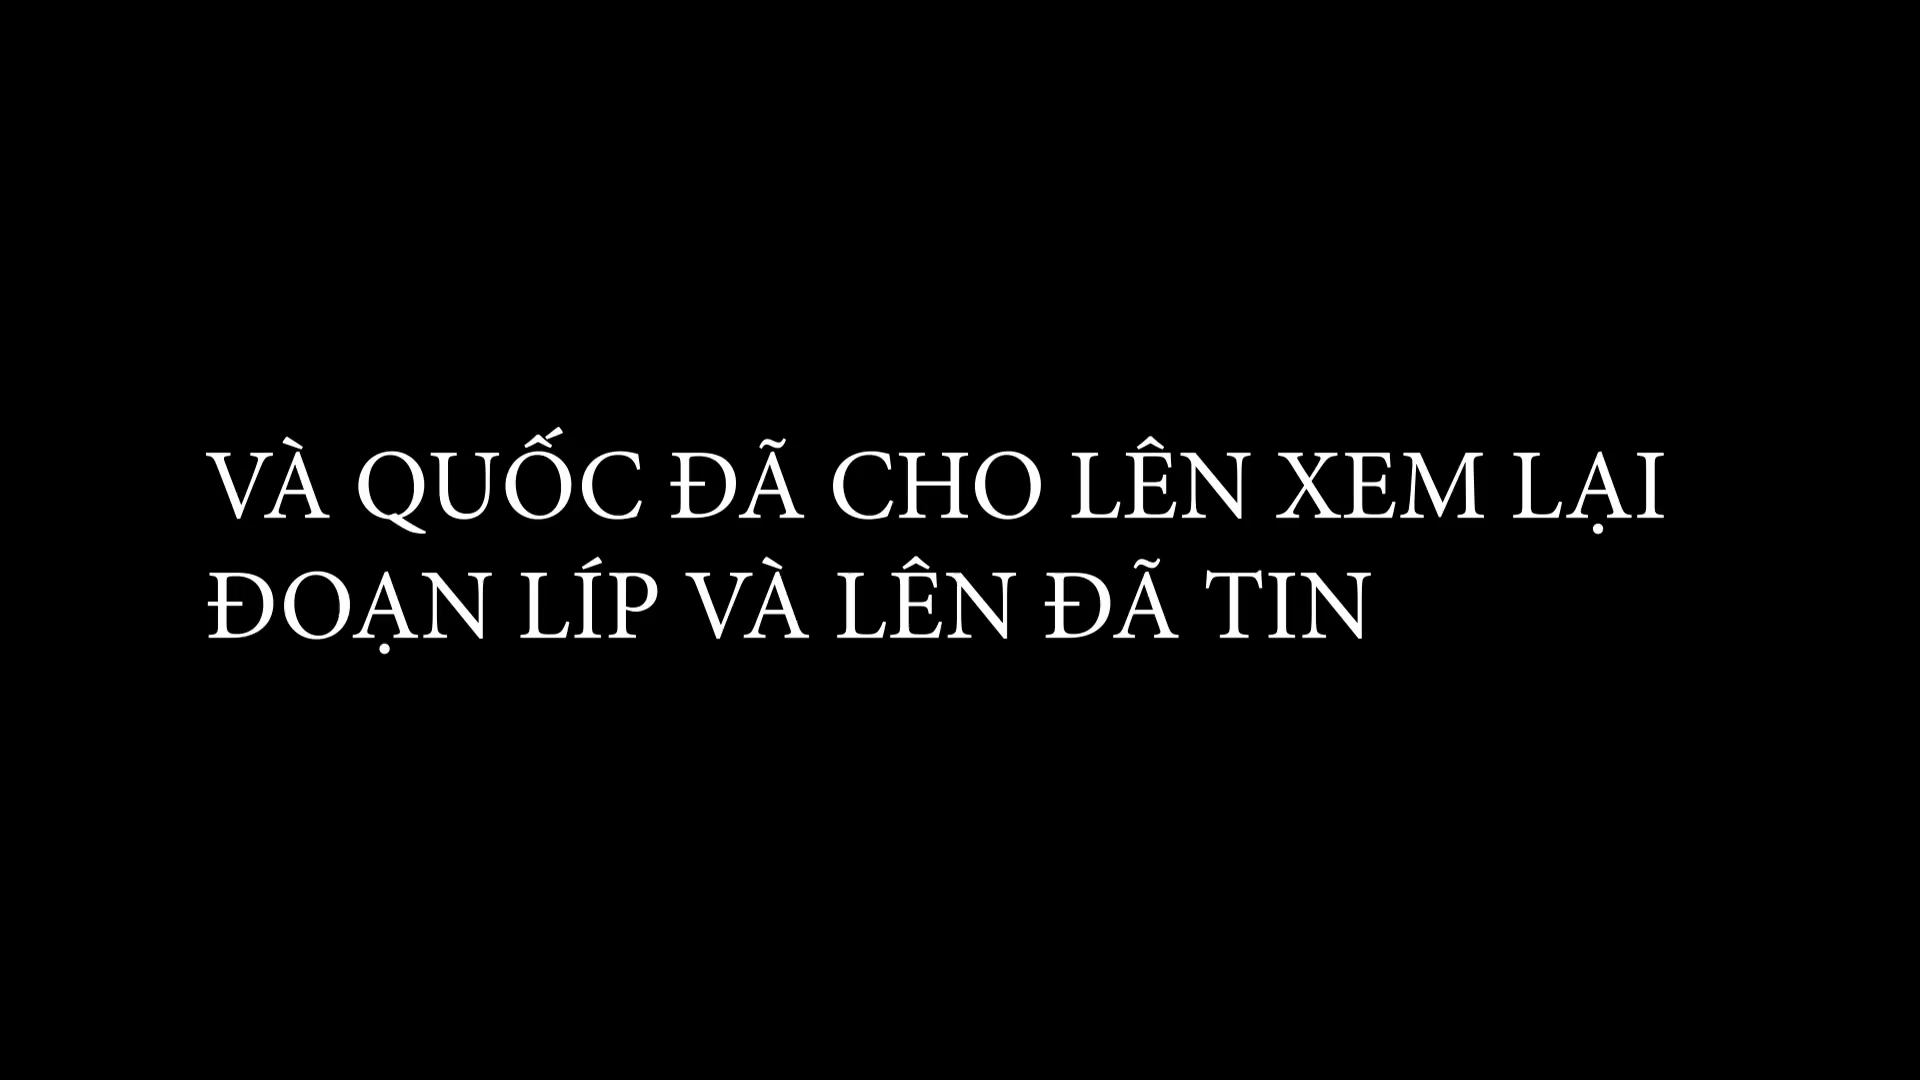 VÀ QUỐC ĐÃ CHO LÊN XEM LẠI
ĐOẠN LÍP VÀ LÊN ĐÃ TIN